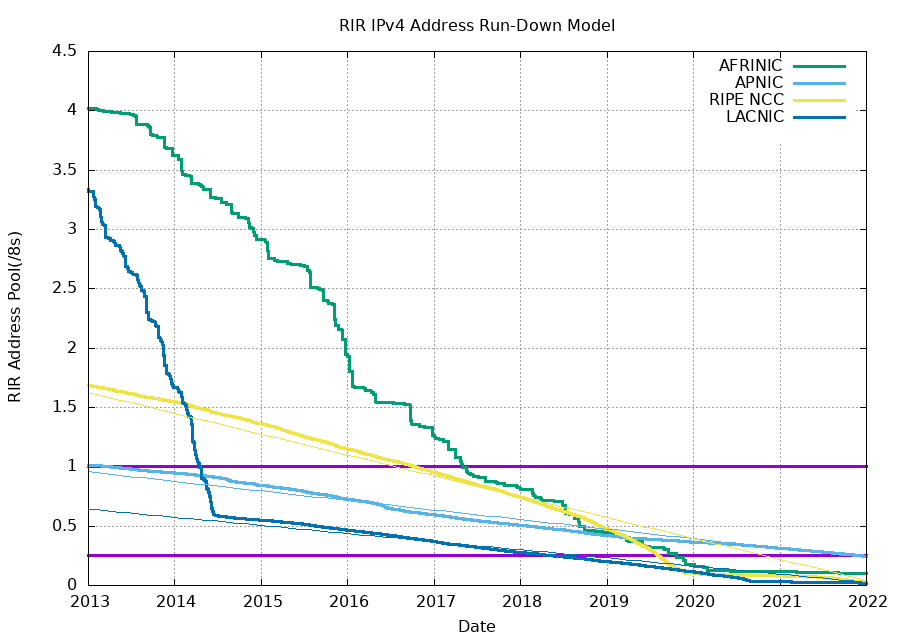 RIR IPv4 Address Run-Down Model
AFRINIC
APNIC
RIPE NCC
LACNIC
RIR Address Pool(/8s)
4.5
4
3.5
3
2.5
2
1.5
1
0.5
0
2013 2014 2015 2016 2017 2018 2019 2020 2021 2022
Date